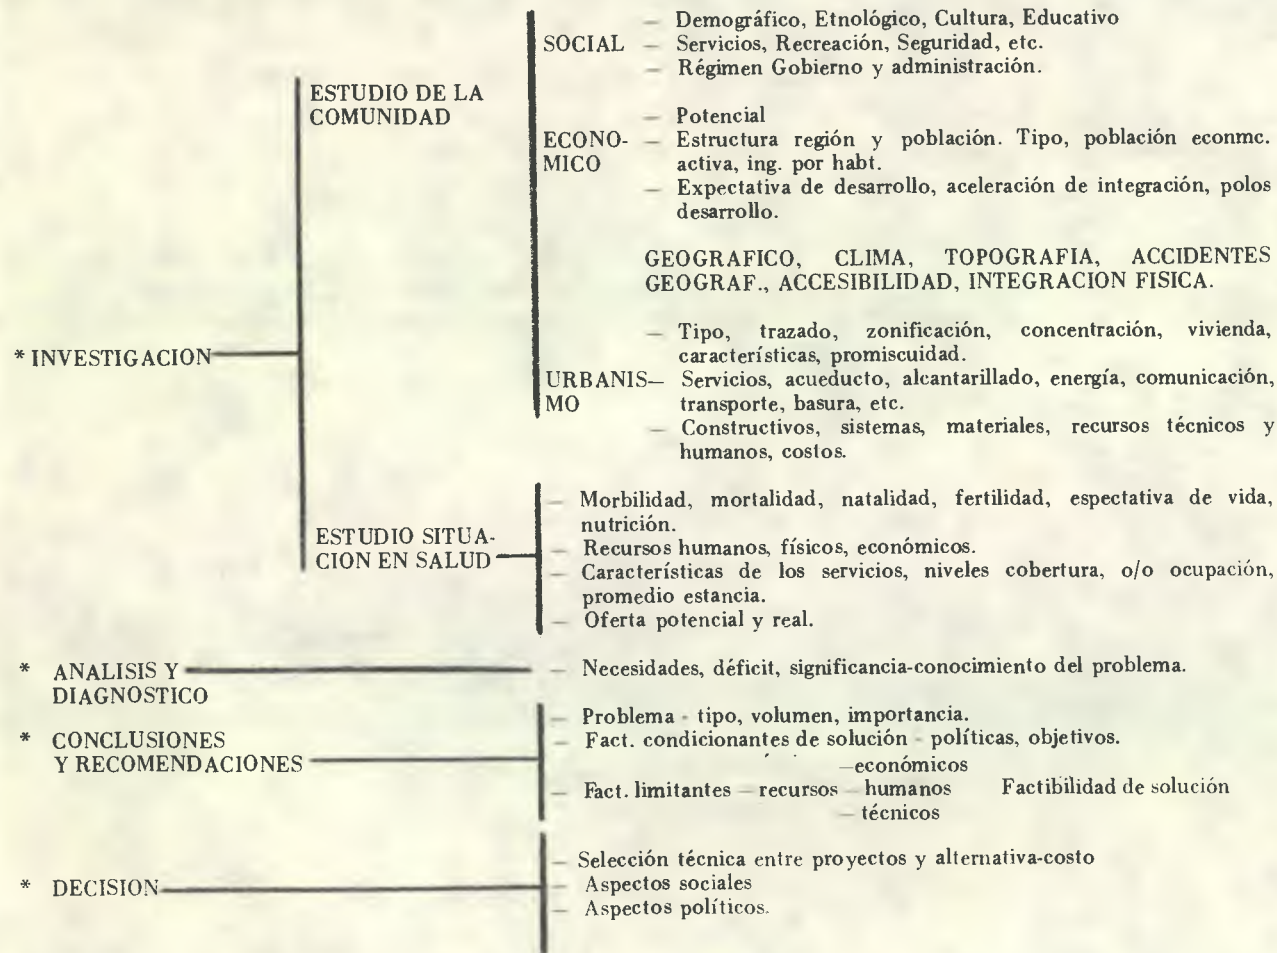 — Demográfico, Etnológico, Cultura, Educativo
SOCIAL — Servicios, Recreación, Seguridad, etc.
— Régimen Gobierno y administración.
ESTUDIO DE LA
COMUNIDAD
— Potencial
ECONO- — Estructura región y población. Tipo, población econmc.
MICO activa, ing. por habt.
— Expectativa de desarrollo, aceleración de integración, polos
desarrollo.
GEOGRAFICO, CLIMA, TOPOGRAFIA, ACCIDENTES
GEOGRAF., ACCESIBILIDAD, INTEGRACION FISICA.
* INVESTIGACION
— Tipo, trazado, zonificación, concentración, vivienda,
características, promiscuidad.
URBANIS— Servicios, acueducto, alcantarillado, energía, comunicación,
MO transporte, basura, etc.
— Constructivos, sistemas, materiales, recursos técnicos y
humanos, costos.
ESTUDIO SITUA-
CION EN SALUD
— Morbilidad, mortalidad, natalidad, fertilidad, espectativa de vida,
nutrición.
— Recursos humanos, físicos, económicos.
— Características de los servicios, niveles cobertura, o/o ocupación,
promedio estancia.
— Oferta potencial y real.
* ANALISIS Y — Necesidades, déficit, significancia-conocimiento del problema.
DIAGNOSTICO
* CONCLUSIONES
Y RECOMENDACIONES
— Problema - tipo, volumen, importancia.
— Fact. condicionantes de solución - políticas, objetivos.
—económicos
— Fact. limitantes — recursos — humanos Factibilidad de solución
— técnicos
* DECISION
— Selección técnica entre proyectos y alternativa-costo
— Aspectos sociales
— Aspectos políticos.